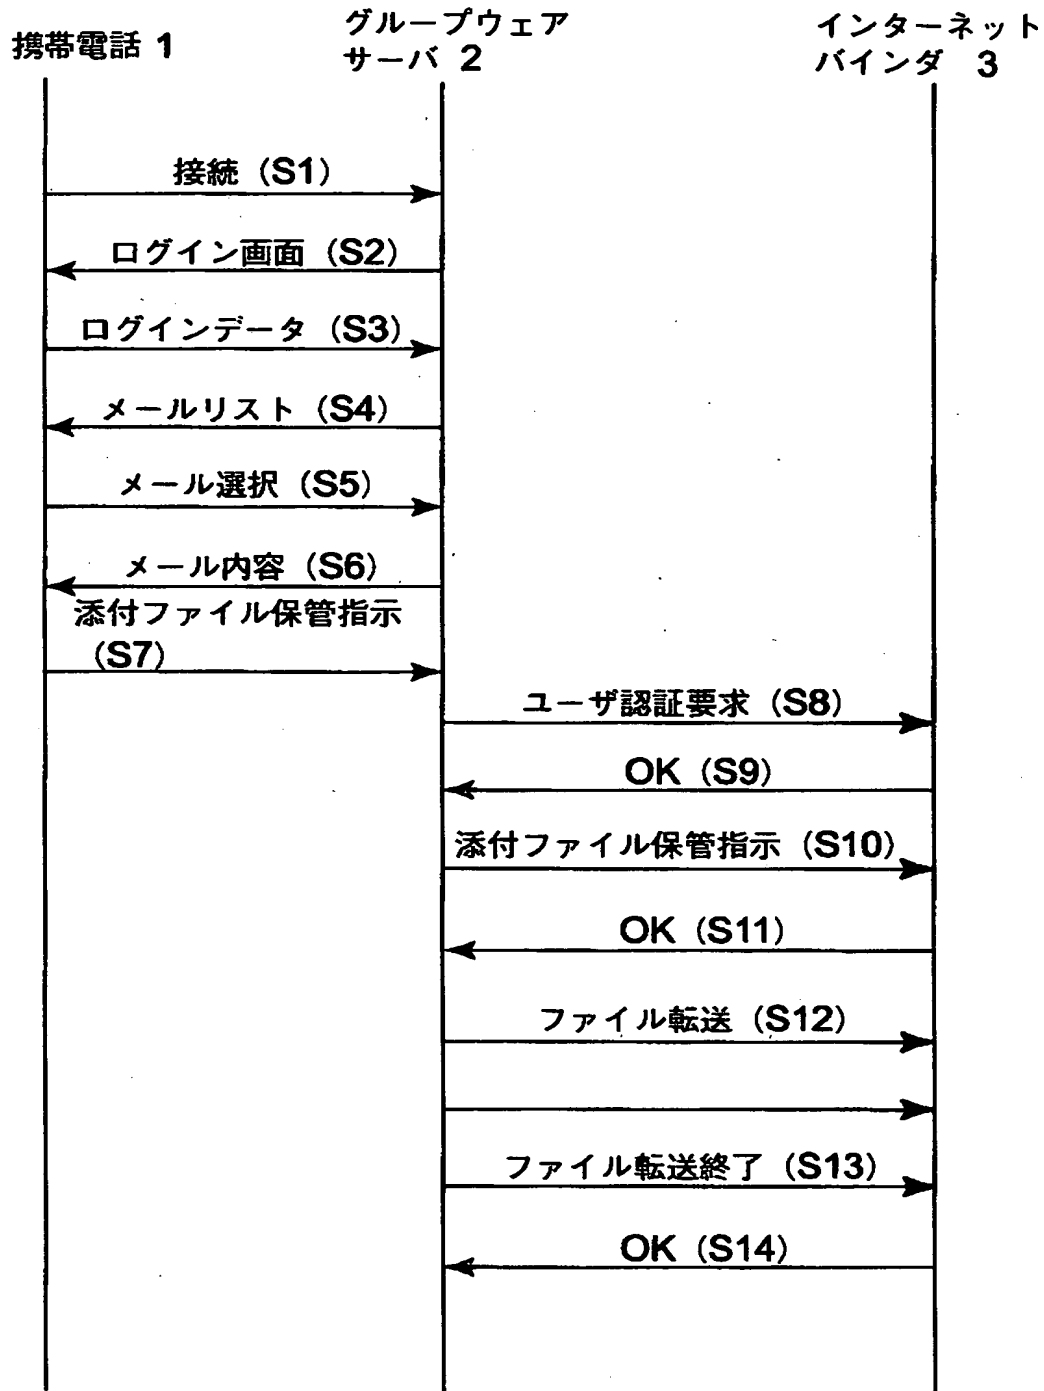 携帯電話 1
グループウェア
サーバ 2
インターネット
バインダ 3
接続 (S1)
ログイン画面 (S2)
ログインデータ (S3)
メールリスト (S4)
メール選択 (S5)
メール内容 (S6)
添付ファイル保管指示
(S7)
ユーザ認証要求 (S8)
OK (S9)
添付ファイル保管指示 (S10)
OK (S11)
ファイル転送 (S12)
ファイル転送終了 (S13)
OK (S14)